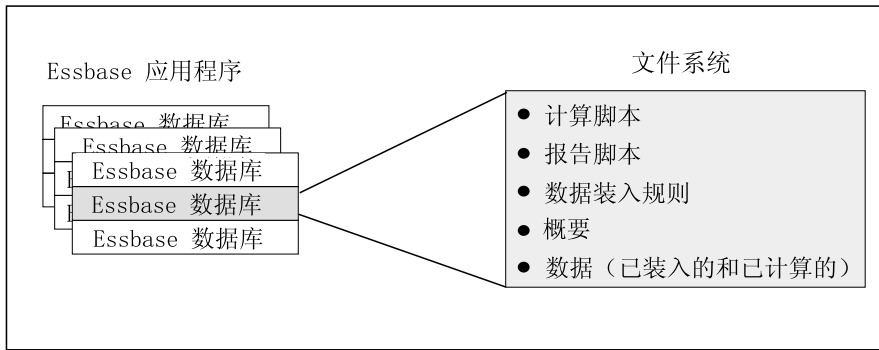 Essbase 应用程序
Essbase 数据库
Essbase 数据库
Essbase 数据库
Essbase 数据库
Essbase 数据库
文件系统
● 计算脚本
● 报告脚本
● 数据装入规则
● 概要
● 数据（已装入的和已计算的）